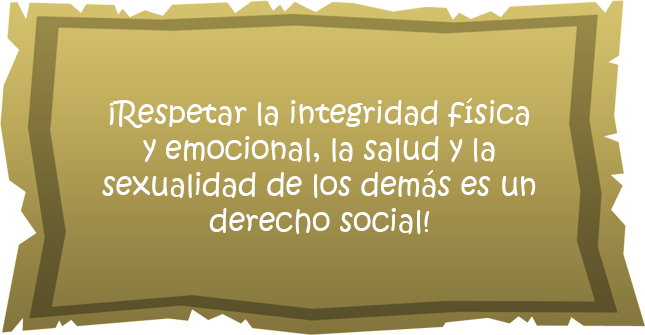 ¡Respetar la integridad física
y emocional, la salud y la
sexualidad de los demás es un
derecho social!